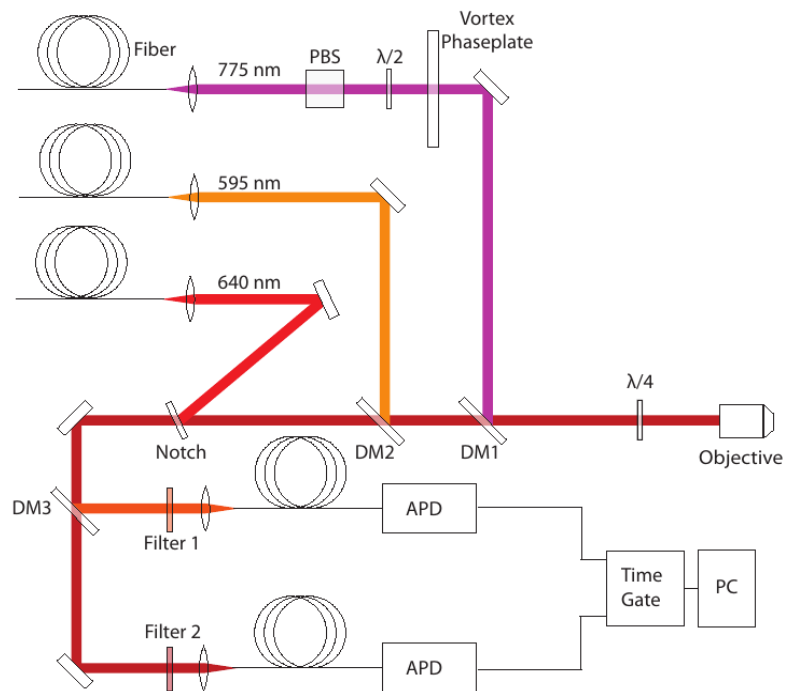 Fiber
775 nm
PBS
λ/2
Vortex
Phaseplate
595 nm
640 nm
λ/4
Notch
DM2
DM1
Objective
DM3
Filter 1
APD
Time
Gate
PC
Filter 2
APD